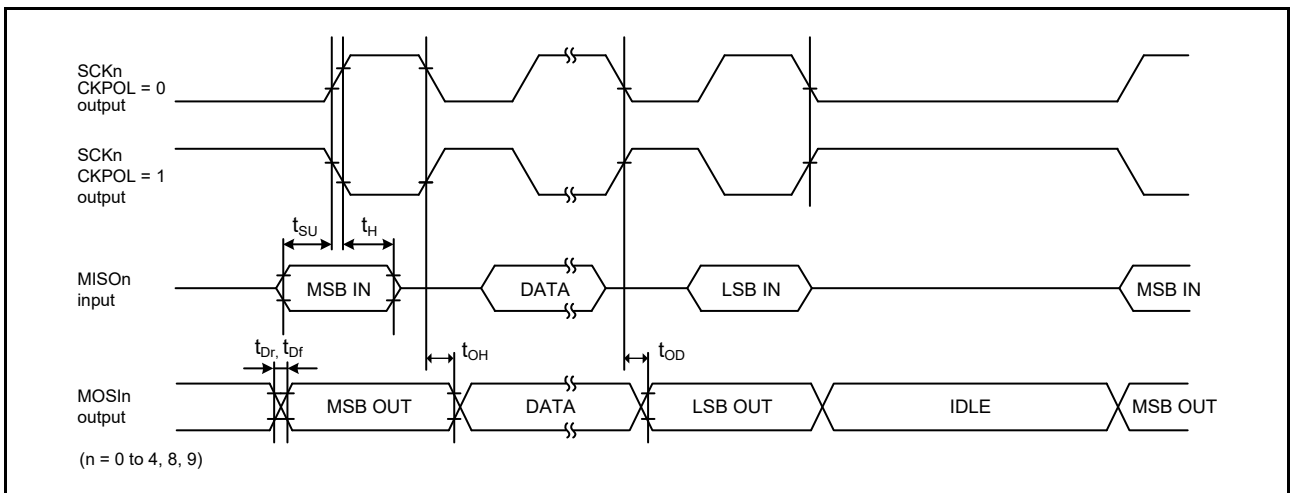 SCKn
CKPOL = 0
output
SCKn
CKPOL = 1
output
tSU
tH
MISOn
input
MSB IN
DATA
LSB IN
MSB IN
tDr, tDf
tOH
tOD
MOSIn
output
MSB OUT
DATA
LSB OUT
IDLE
MSB OUT
(n = 0 to 4, 8, 9)